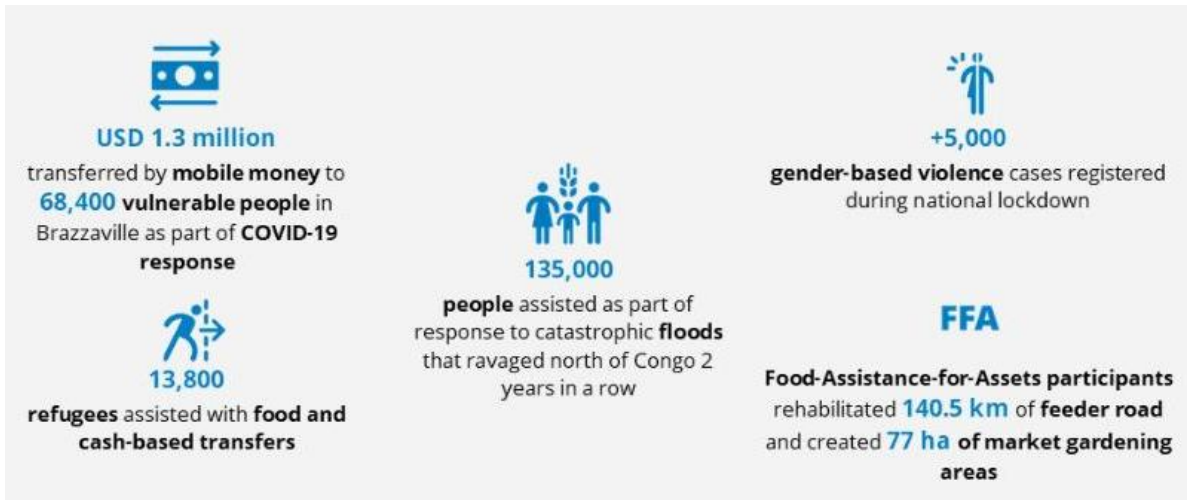 USD 1.3 million
transferred by mobile money to
68,400 vulnerable people in
Brazzaville as part of COVID-19
response
13,800
refugees assisted with food and
cash-based transfers
135,000
people assisted as part of
response to catastrophic floods
that ravaged north of Congo 2
years in a row
+5,000
gender-based violence cases registered
during national lockdown
FFA
Food-Assistance-for-Assets participants
rehabilitated 140.5 km of feeder road
and created 77 ha of market gardening
areas